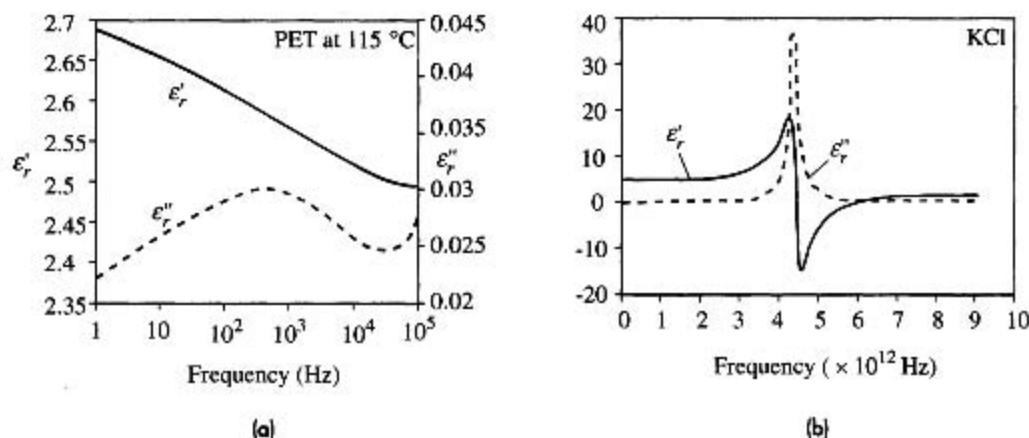 2.7
2.65
2.6
2.55
2.5
2.45
2.4
2.35
ε'r
PET at 115 °C
ε'r
ε''r
0.045
0.04
0.035
0.03
0.025
0.02
ε''r
1 10 10² 10³ 10⁴ 10⁵
Frequency (Hz)
(a)
40
30
20
10
0
-10
-20
KCl
ε'r
ε''r
0 1 2 3 4 5 6 7 8 9 10
Frequency ( × 10¹² Hz)
(b)